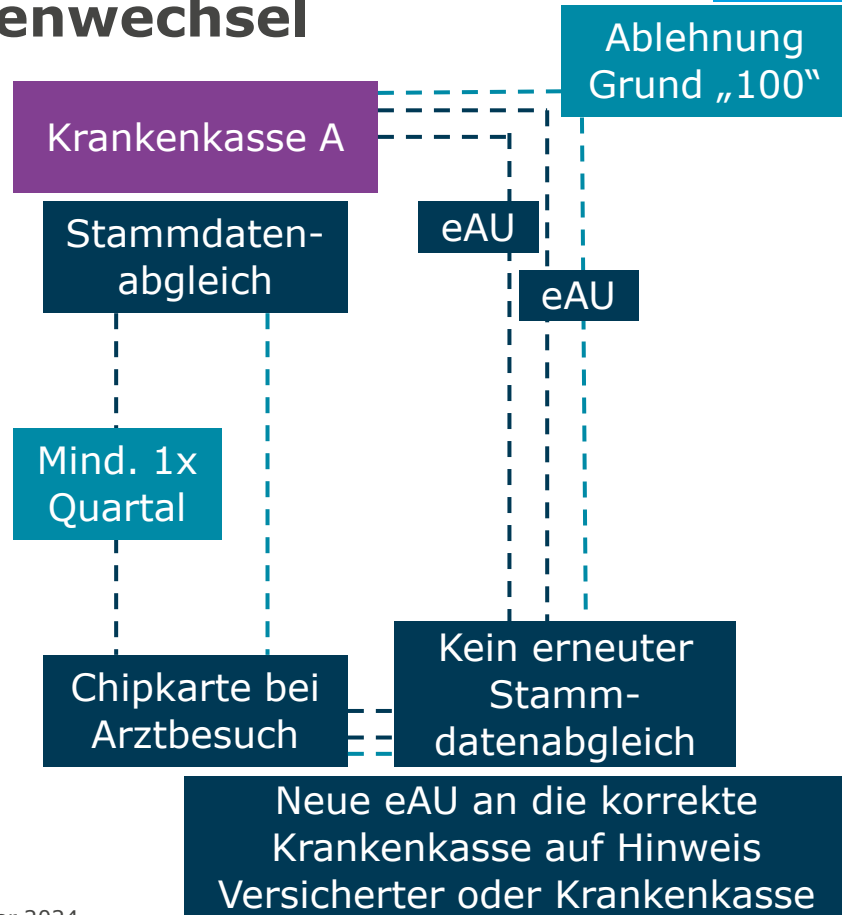 enwechsel
Ablehnung
Grund „100“
Krankenkasse A
Stammdaten-
abgleich
eAU
eAU
Mind. 1x
Quartal
Chipkarte bei
Arztbesuch
Kein erneuter
Stamm-
datenabgleich
Neue eAU an die korrekte
Krankenkasse auf Hinweis
Versicherter oder Krankenkasse
2024